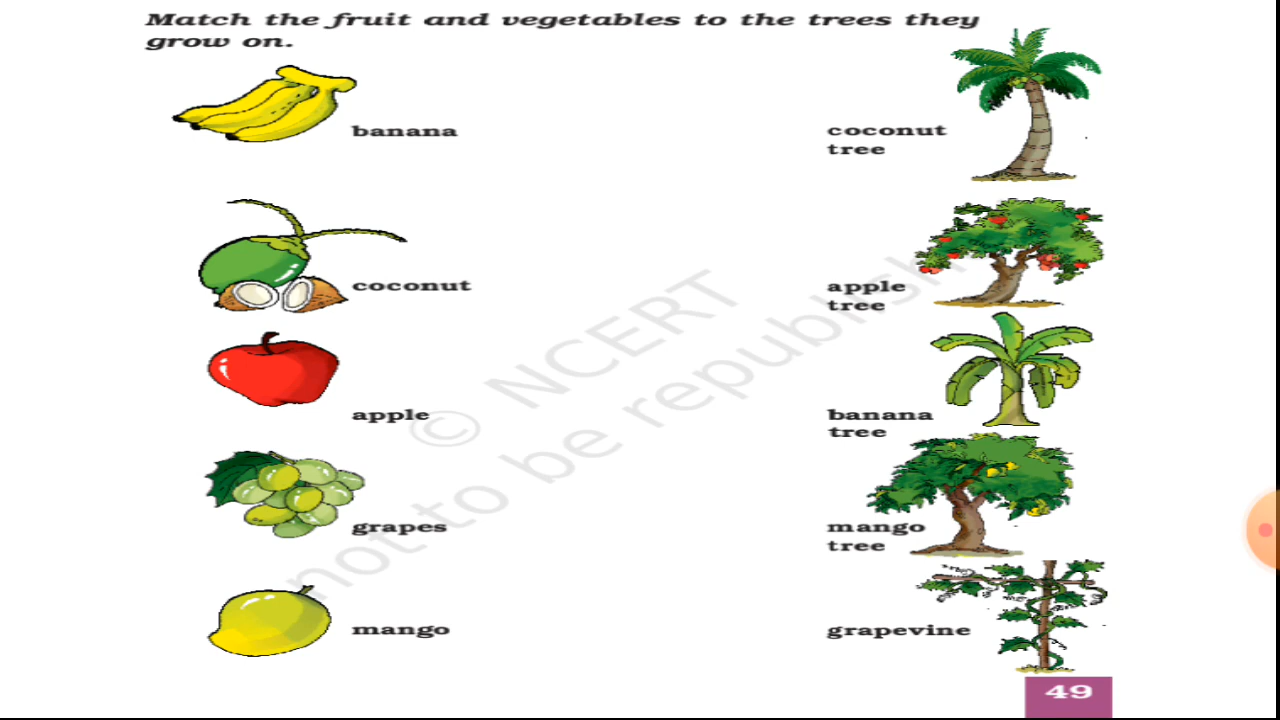 Match the fruit and vegetables to the trees they
grow on.
banana
coconut
tree
coconut
apple
tree
apple
banana
tree
grapes
mango
tree
mango
grapevine
© NCERT
not to be republish
49